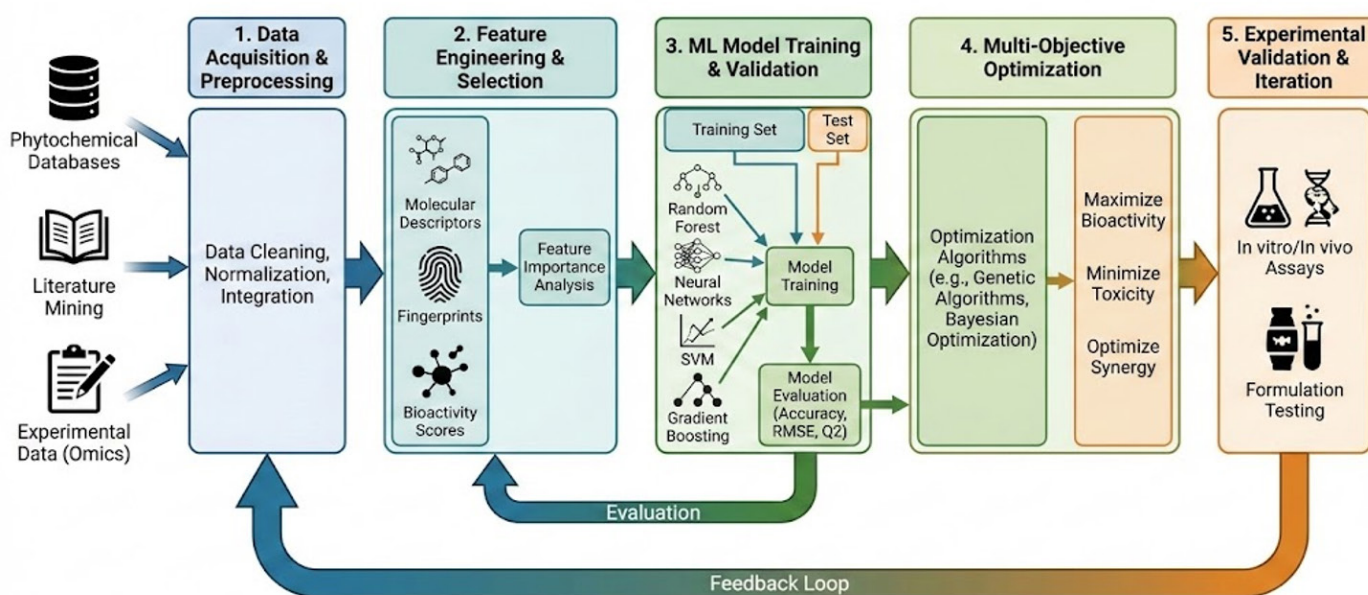 1. Data
Acquisition &
Preprocessing
2. Feature
Engineering &
Selection
3. ML Model Training
& Validation
4. Multi-Objective
Optimization
5. Experimental
Validation &
Iteration
Phytochemical
Databases
Literature
Mining
Experimental
Data (Omics)
Data Cleaning,
Normalization,
Integration
Molecular
Descriptors
Fingerprints
Bioactivity
Scores
Feature
Importance
Analysis
Training Set
Test
Set
Random
Forest
Neural
Networks
SVM
Gradient
Boosting
Model
Training
Model
Evaluation
(Accuracy,
RMSE, Q2)
Optimization
Algorithms
(e.g., Genetic
Algorithms,
Bayesian
Optimization)
Maximize
Bioactivity
Minimize
Toxicity
Optimize
Synergy
In vitro/In vivo
Assays
Formulation
Testing
Evaluation
Feedback Loop